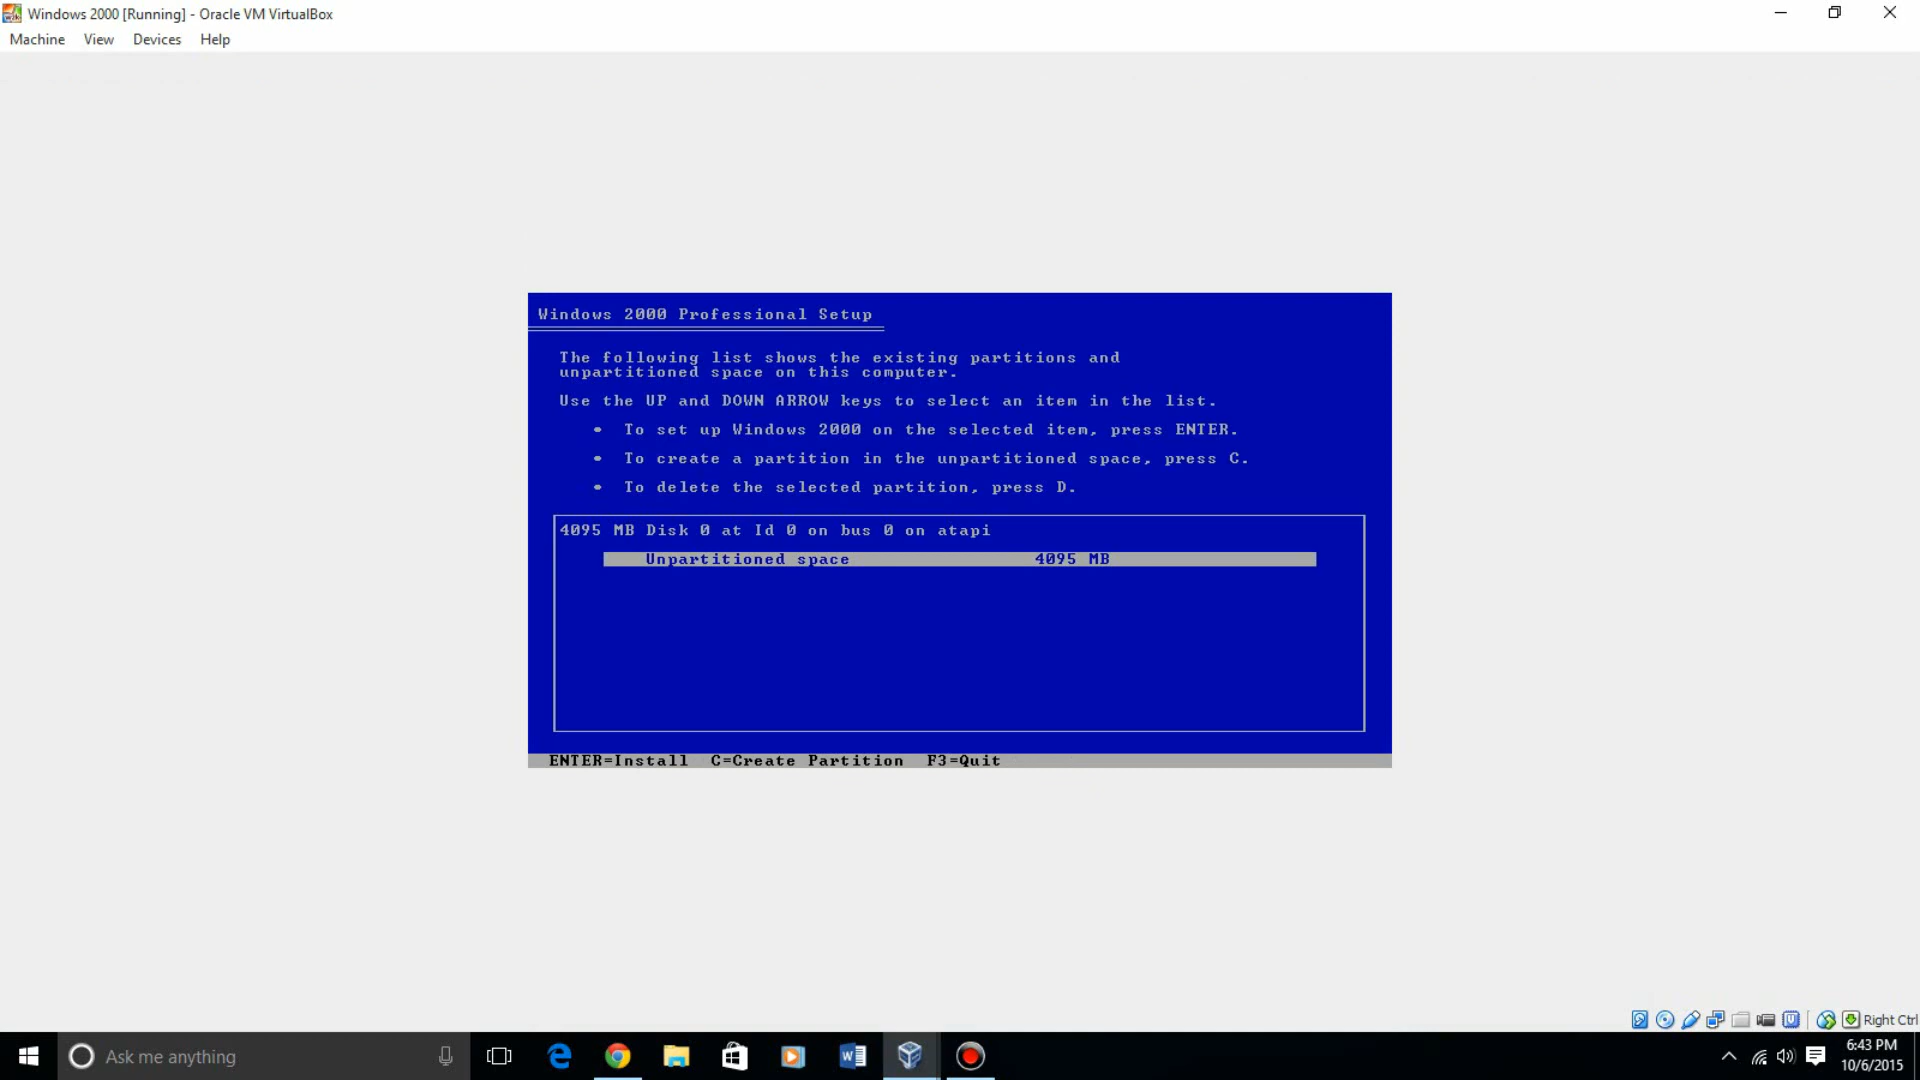 Windows 2000 [Running] - Oracle VM VirtualBox
Machine View Devices Help
Windows 2000 Professional Setup
The following list shows the existing partitions and
unpartitioned space on this computer.
Use the UP and DOWN ARROW keys to select an item in the list.
• To set up Windows 2000 on the selected item, press ENTER.
• To create a partition in the unpartitioned space, press C.
• To delete the selected partition, press D.
4095 MB Disk 0 at Id 0 on bus 0 on atapi
Unpartitioned space 4095 MB
ENTER=Install C=Create Partition F3=Quit
Right Ctrl
Ask me anything
6:43 PM
10/6/2015